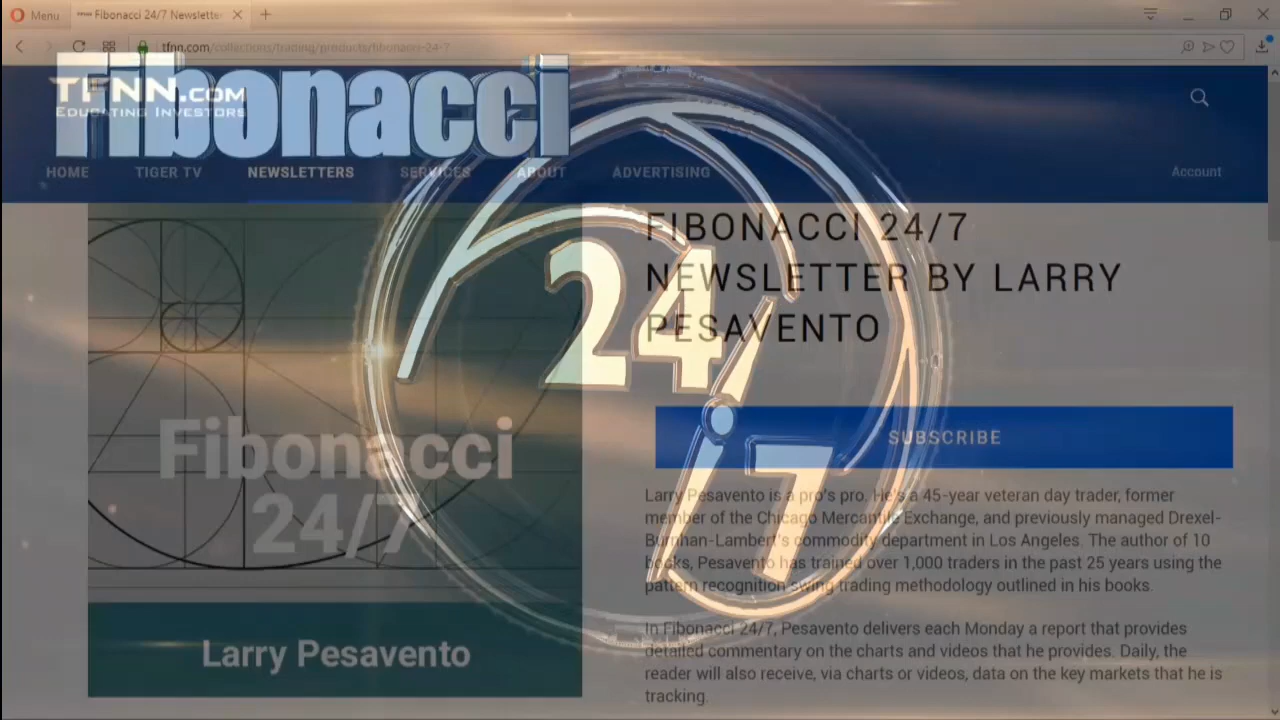 Menu
Fibonacci 24/7 Newsletter
tfnn.com/collections/trading/products/fibonacci-24-7
Fibonacci
TFNN.COM
EDUCATING INVESTORS
HOME
TIGER TV
NEWSLETTERS
SERVICES
ABOUT
ADVERTISING
Account
24
7
Fibonacci
24/7
Larry Pesavento
FIBONACCI 24/7
NEWSLETTER BY LARRY
PESAVENTO
SUBSCRIBE
Larry Pesavento is a pro's pro. He's a 45-year veteran day trader, former
member of the Chicago Mercantile Exchange, and previously managed Drexel-
Burnhan-Lambert's commodity department in Los Angeles. The author of 10
books, Pesavento has trained over 1,000 traders in the past 25 years using the
pattern recognition swing trading methodology outlined in his books.
In Fibonacci 24/7, Pesavento delivers each Monday a report that provides
detailed commentary on the charts and videos that he provides. Daily, the
reader will also receive, via charts or videos, data on the key markets that he is
tracking.